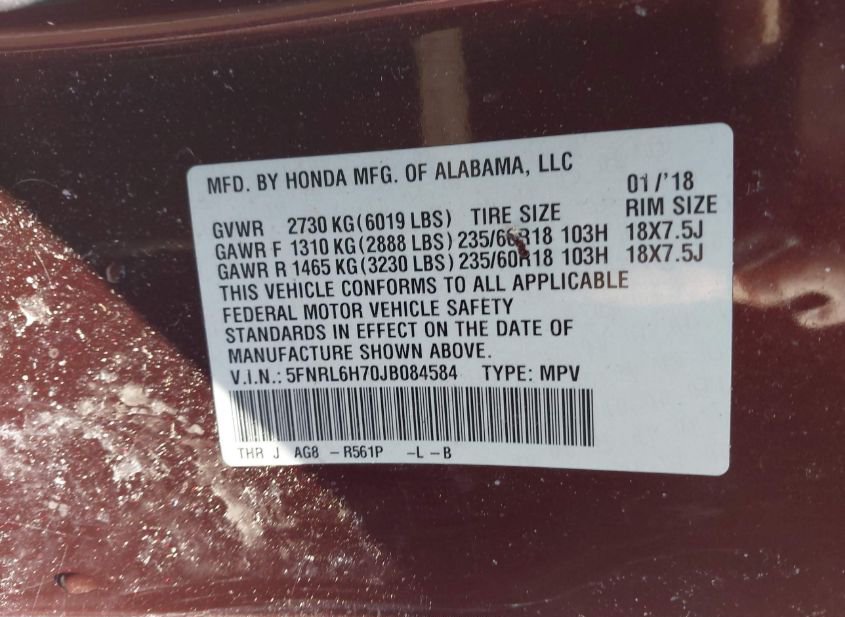 MFD. BY HONDA MFG. OF ALABAMA, LLC 01/'18
GVWR 2730 KG(6019 LBS) TIRE SIZE RIM SIZE
GAWR F 1310 KG(2888 LBS) 235/60R18 103H 18X7.5J
GAWR R 1465 KG(3230 LBS) 235/60R18 103H 18X7.5J
THIS VEHICLE CONFORMS TO ALL APPLICABLE
FEDERAL MOTOR VEHICLE SAFETY
STANDARDS IN EFFECT ON THE DATE OF
MANUFACTURE SHOWN ABOVE.
V.I.N.: 5FNRL6H70JB084584 TYPE: MPV
THR J AG8 – R561P –L –B